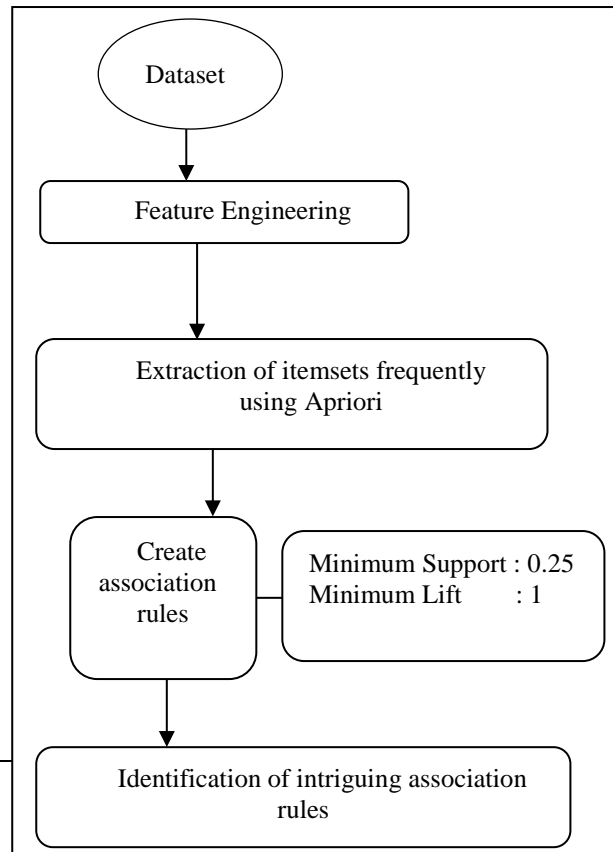 Dataset
Feature Engineering
Extraction of itemsets frequently
using Apriori
Create
association
rules
Minimum Support : 0.25
Minimum Lift : 1
Identification of intriguing association
rules